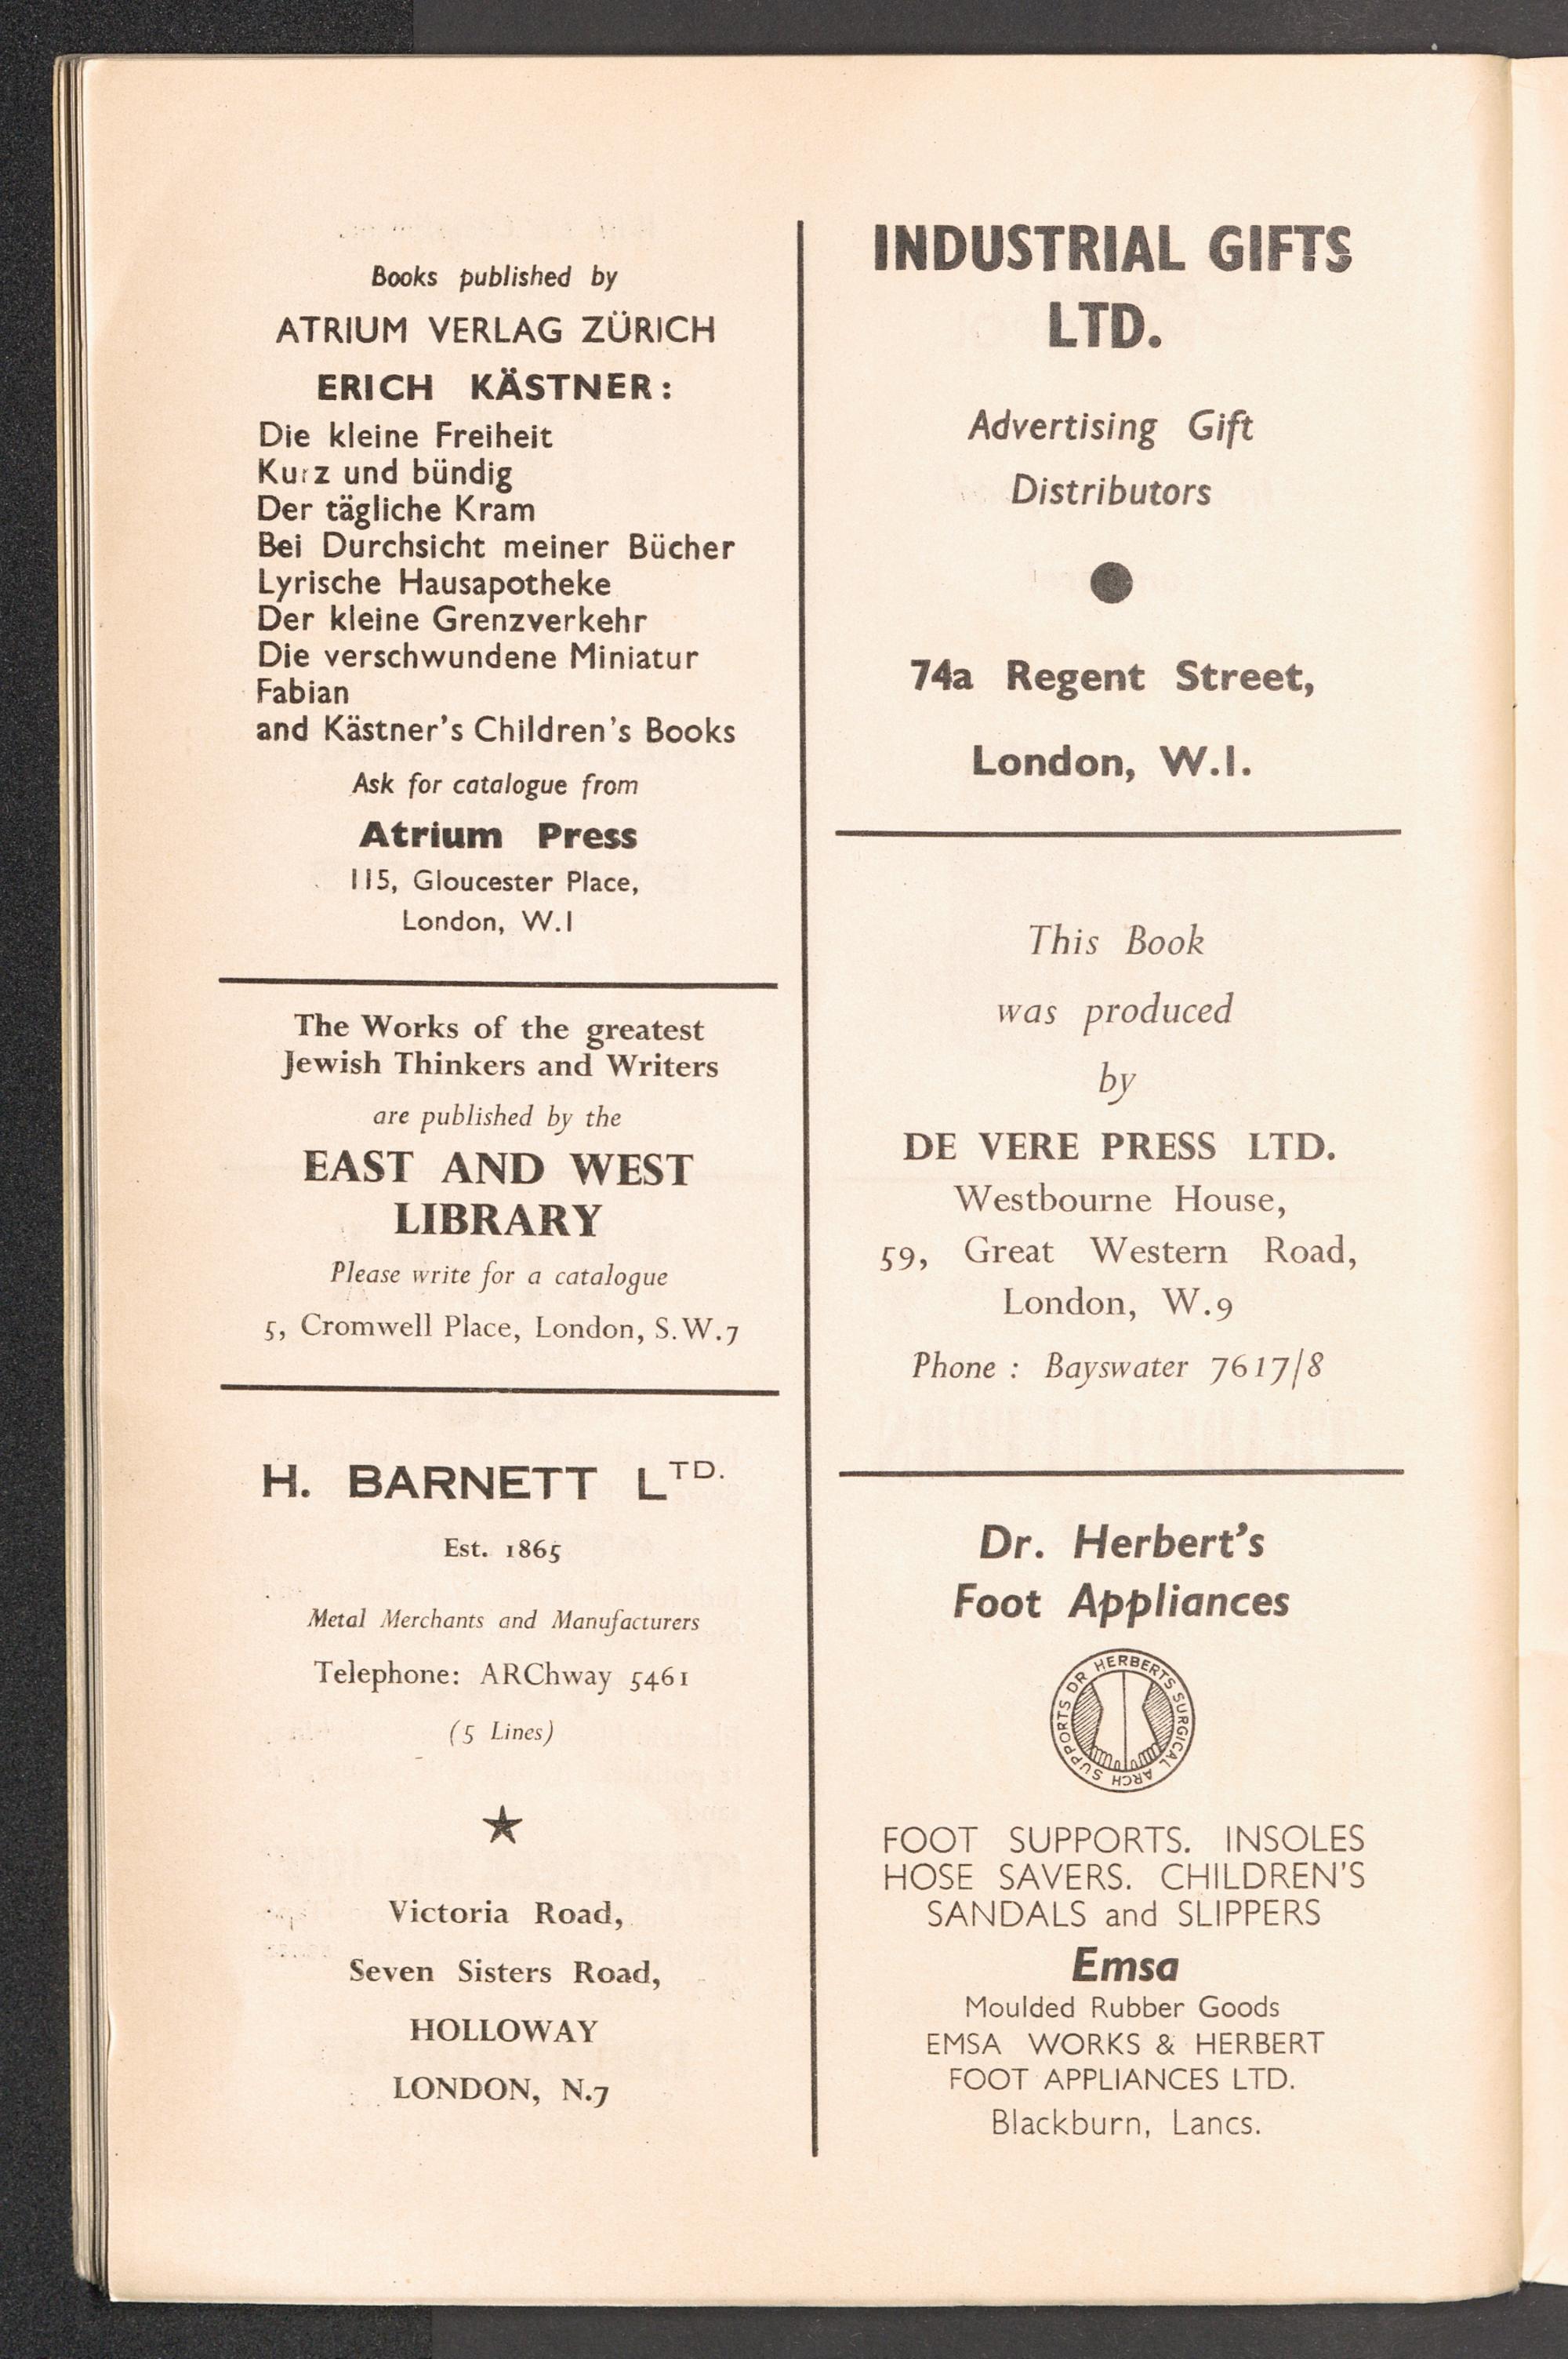 Books published by
ATRIUM VERLAG ZÜRICH
ERICH KÄSTNER:
Die kleine Freiheit
Kurz und bündig
Der tägliche Kram
Bei Durchsicht meiner Bücher
Lyrische Hausapotheke
Der kleine Grenzverkehr
Die verschwundene Miniatur
Fabian
and Kästner's Children's Books
Ask for catalogue from
Atrium Press
115, Gloucester Place,
London, W.1
The Works of the greatest
Jewish Thinkers and Writers
are published by the
EAST AND WEST
LIBRARY
Please write for a catalogue
5, Cromwell Place, London, S.W.7
H. BARNETT LTD.
Est. 1865
Metal Merchants and Manufacturers
Telephone: ARChway 5461
(5 Lines)
Victoria Road,
Seven Sisters Road,
HOLLOWAY
LONDON, N.7
INDUSTRIAL GIFTS
LTD.
Advertising Gift
Distributors
74a Regent Street,
London, W.1.
This Book
was produced
by
DE VERE PRESS LTD.
Westbourne House,
59, Great Western Road,
London, W.9
Phone : Bayswater 7617/8
Dr. Herbert's
Foot Appliances
DR HERBERTS SURGICAL ARCH SUPPORTS
FOOT SUPPORTS. INSOLES
HOSE SAVERS. CHILDREN'S
SANDALS and SLIPPERS
Emsa
Moulded Rubber Goods
EMSA WORKS & HERBERT
FOOT APPLIANCES LTD.
Blackburn, Lancs.